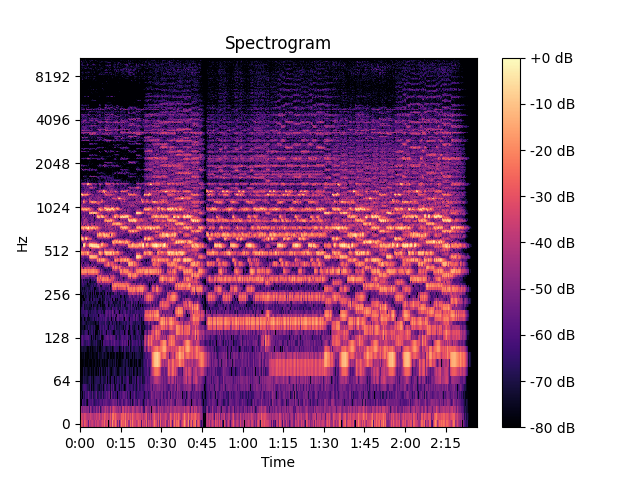 Spectrogram
8192
4096
2048
1024
512
256
128
64
0
Hz
0:00 0:15 0:30 0:45 1:00 1:15 1:30 1:45 2:00 2:15
Time
+0 dB
-10 dB
-20 dB
-30 dB
-40 dB
-50 dB
-60 dB
-70 dB
-80 dB